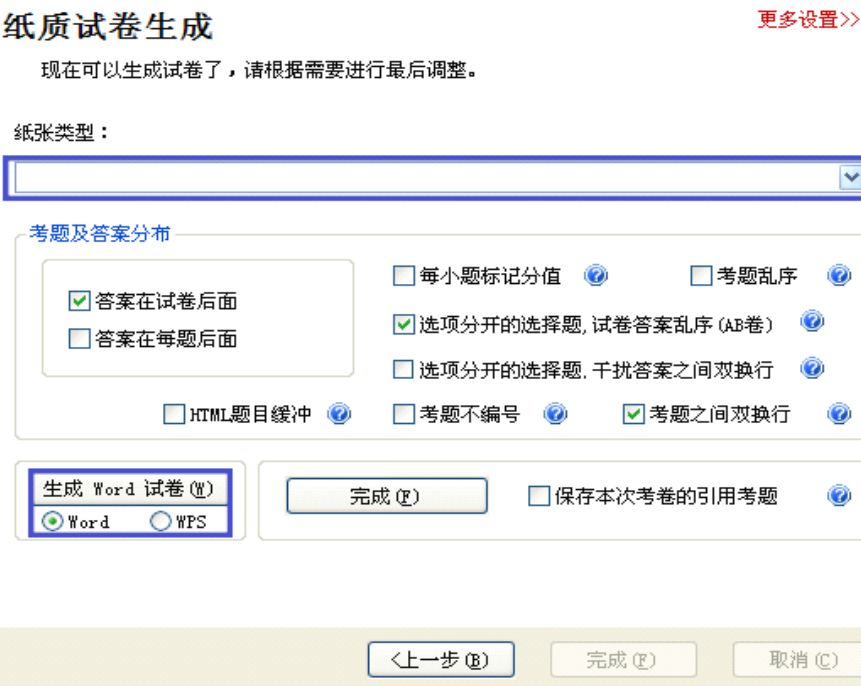 纸质试卷生成
更多设置>>
现在可以生成试卷了，请根据需要进行最后调整。
纸张类型：
考题及答案分布
答案在试卷后面
答案在每题后面
每小题标记分值
考题乱序
选项分开的选择题,试卷答案乱序(AB卷)
选项分开的选择题,干扰答案之间双换行
HTML题目缓冲
考题不编号
考题之间双换行
生成 Word 试卷(W)
Word
WPS
完成(F)
保存本次考卷的引用考题
<上一步(B)
完成(F)
取消(C)